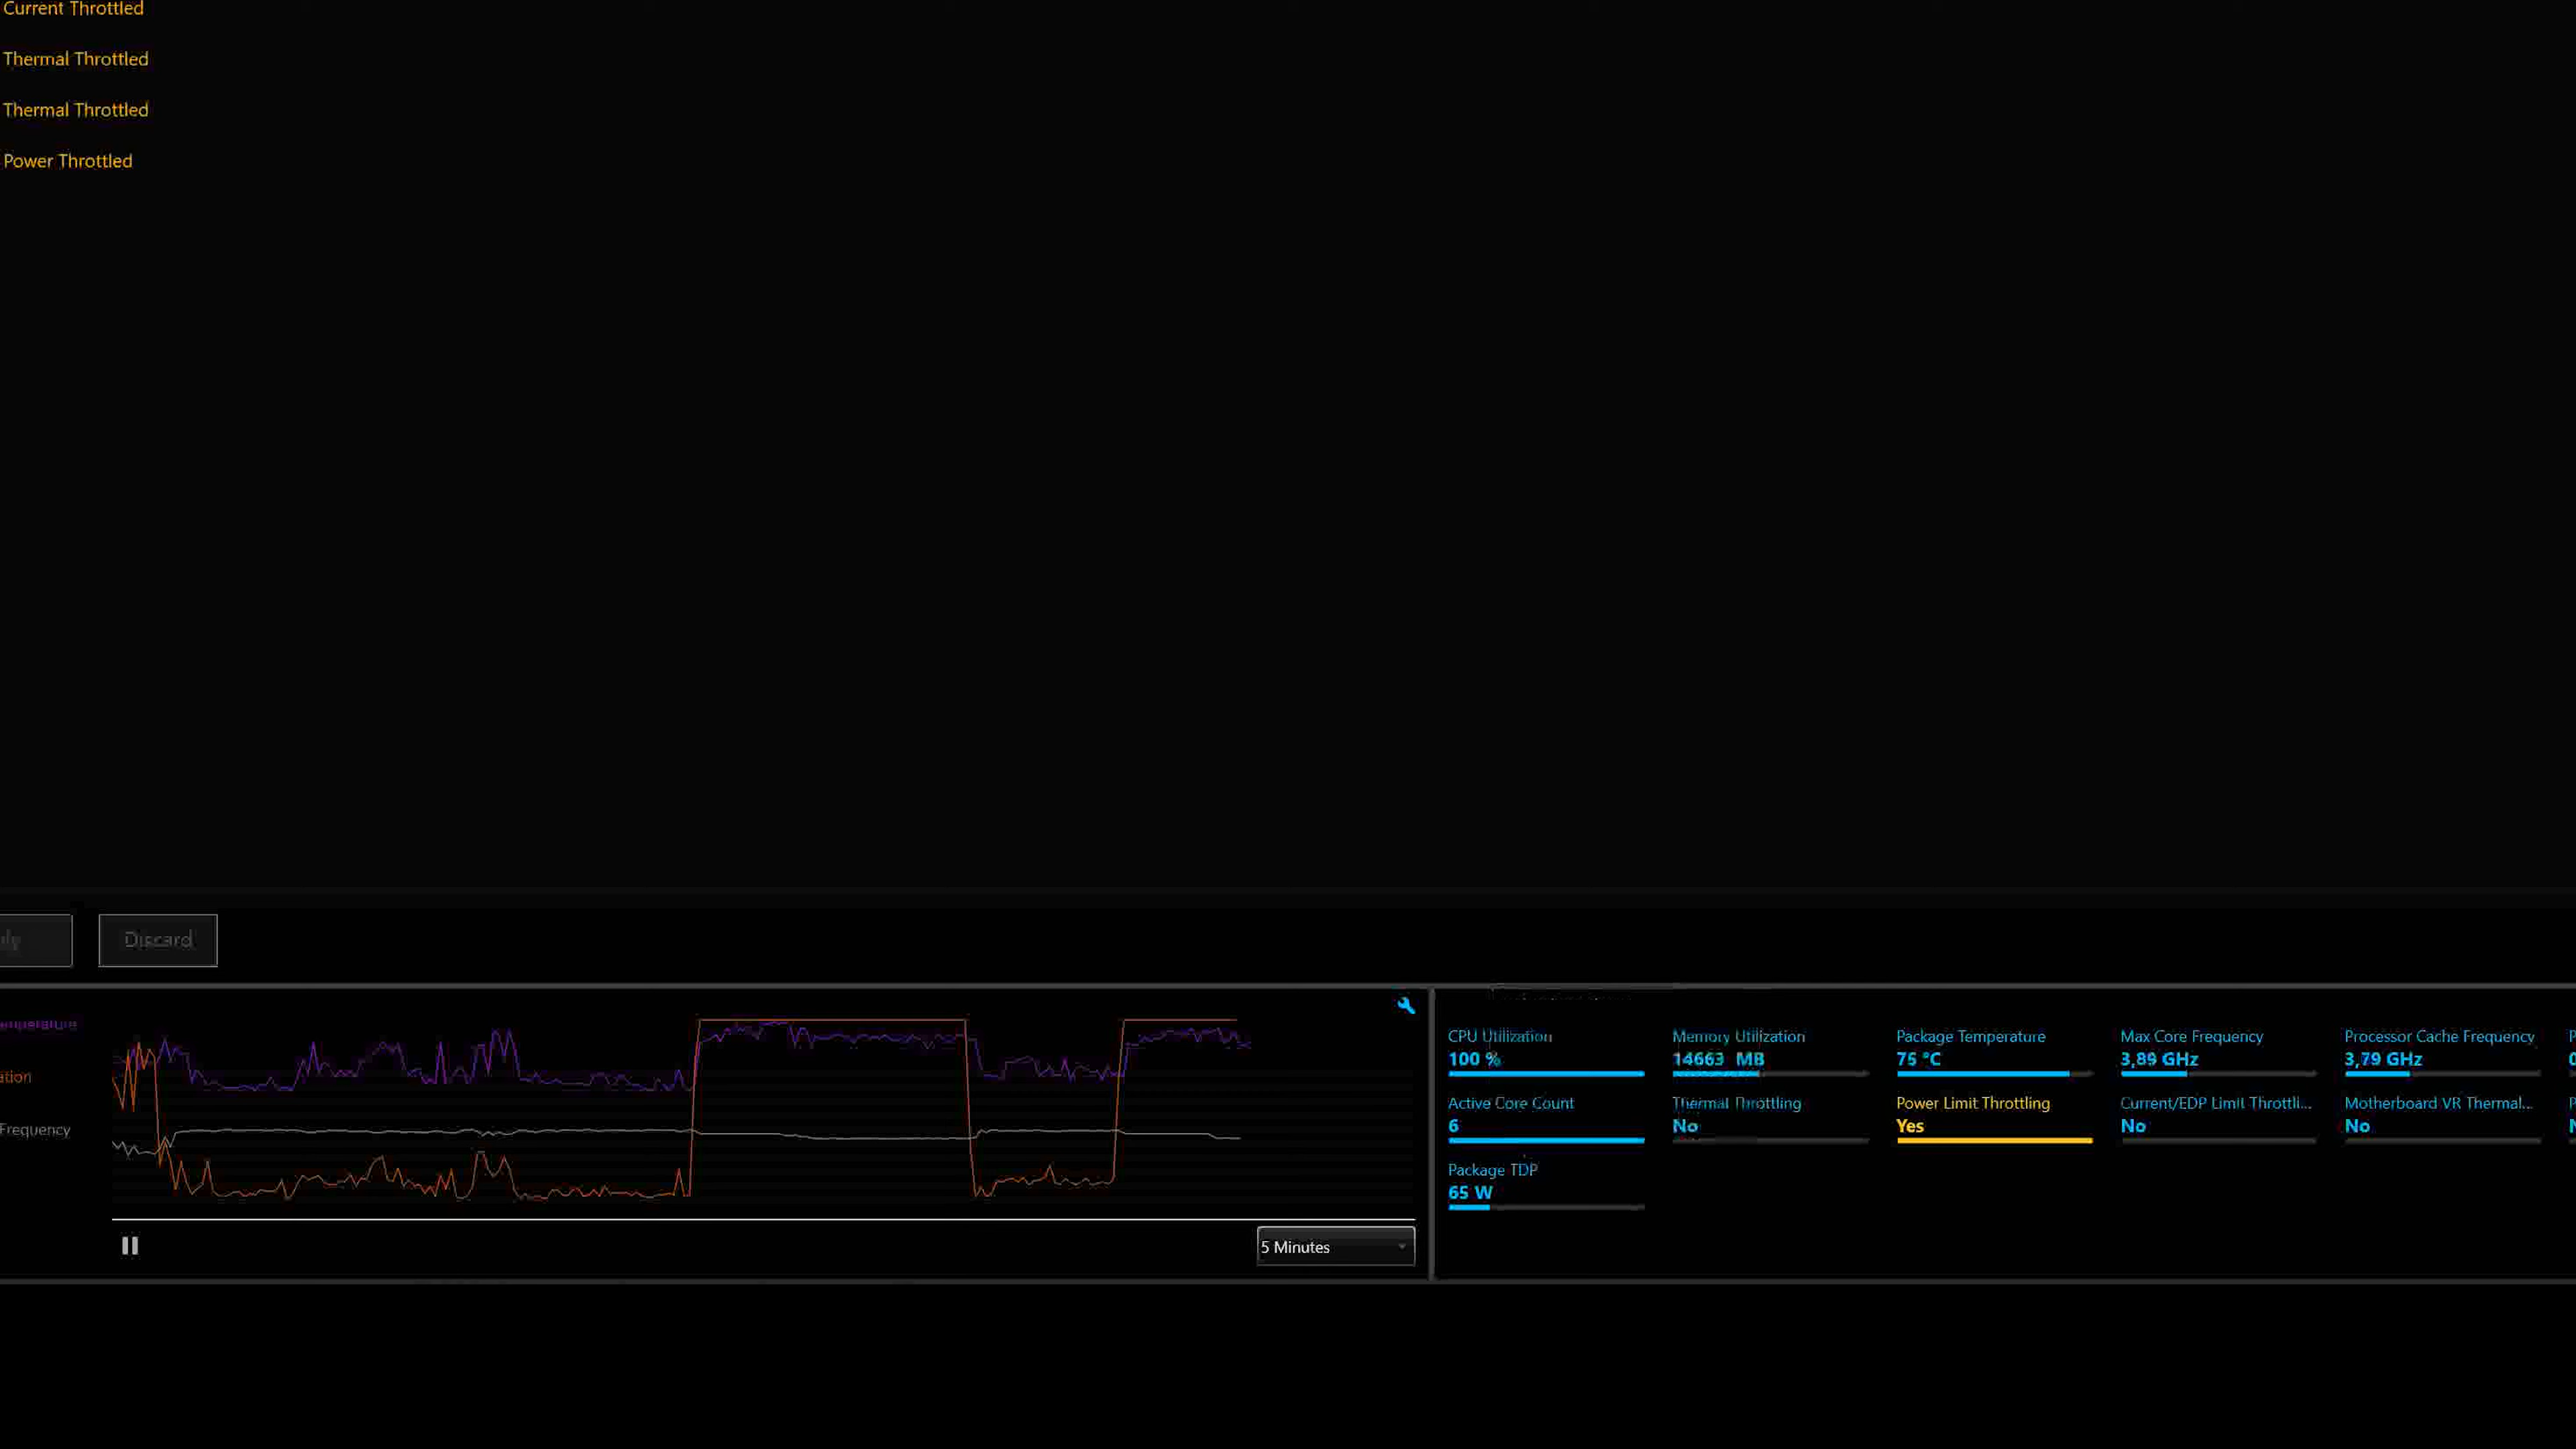 Current Throttled
Thermal Throttled
Thermal Throttled
Power Throttled
Discard
Frequency
5 Minutes
CPU Utilization
100 %
Memory Utilization
14663 MB
Package Temperature
75 °C
Max Core Frequency
3,89 GHz
Processor Cache Frequency
3,79 GHz
Active Core Count
6
Thermal Throttling
No
Power Limit Throttling
Yes
Current/EDP Limit Throttli...
No
Motherboard VR Thermal...
No
Package TDP
65 W